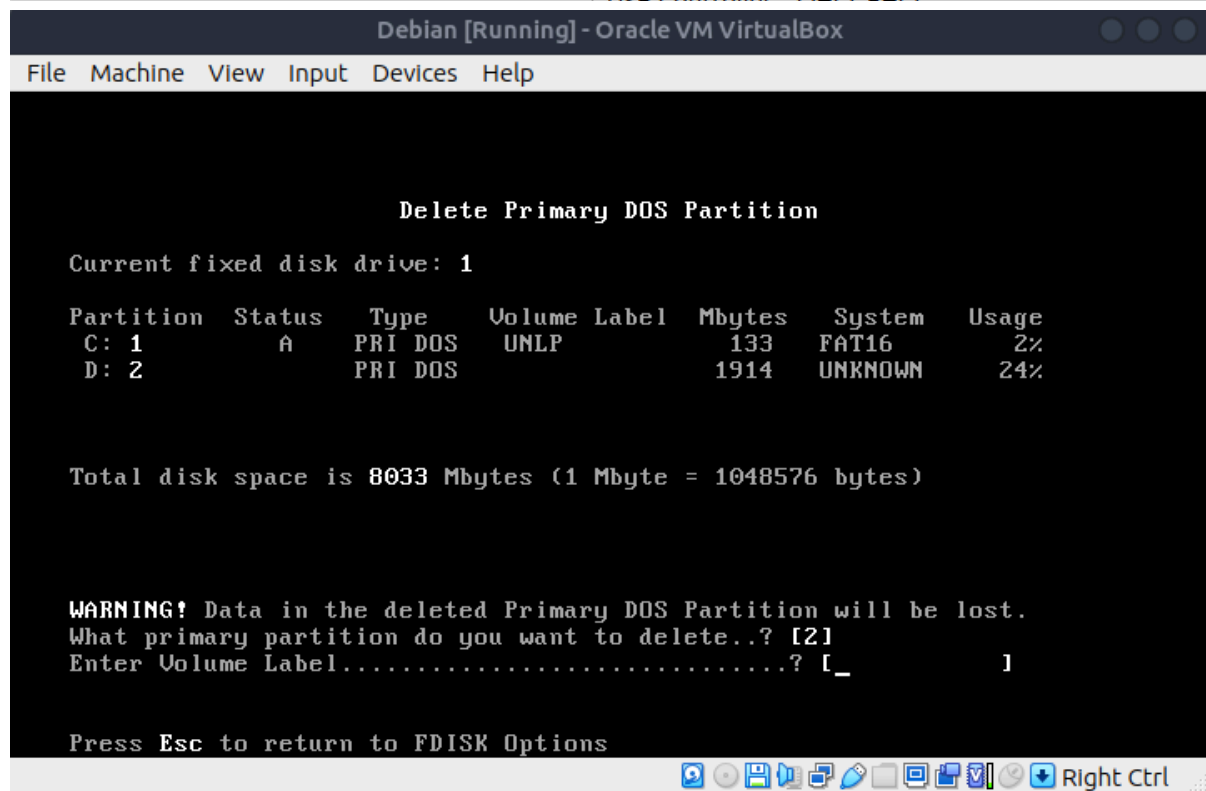 Debian [Running] - Oracle VM VirtualBox
File Machine View Input Devices Help
Delete Primary DOS Partition
Current fixed disk drive: 1
Partition Status Type Volume Label Mbytes System Usage
C: 1 A PRI DOS UNLP 133 FAT16 2%
D: 2 PRI DOS 1914 UNKNOWN 24%
Total disk space is 8033 Mbytes (1 Mbyte = 1048576 bytes)
WARNING! Data in the deleted Primary DOS Partition will be lost.
What primary partition do you want to delete..? [2]
Enter Volume Label...............................? [_ ]
Press Esc to return to FDISK Options
Right Ctrl